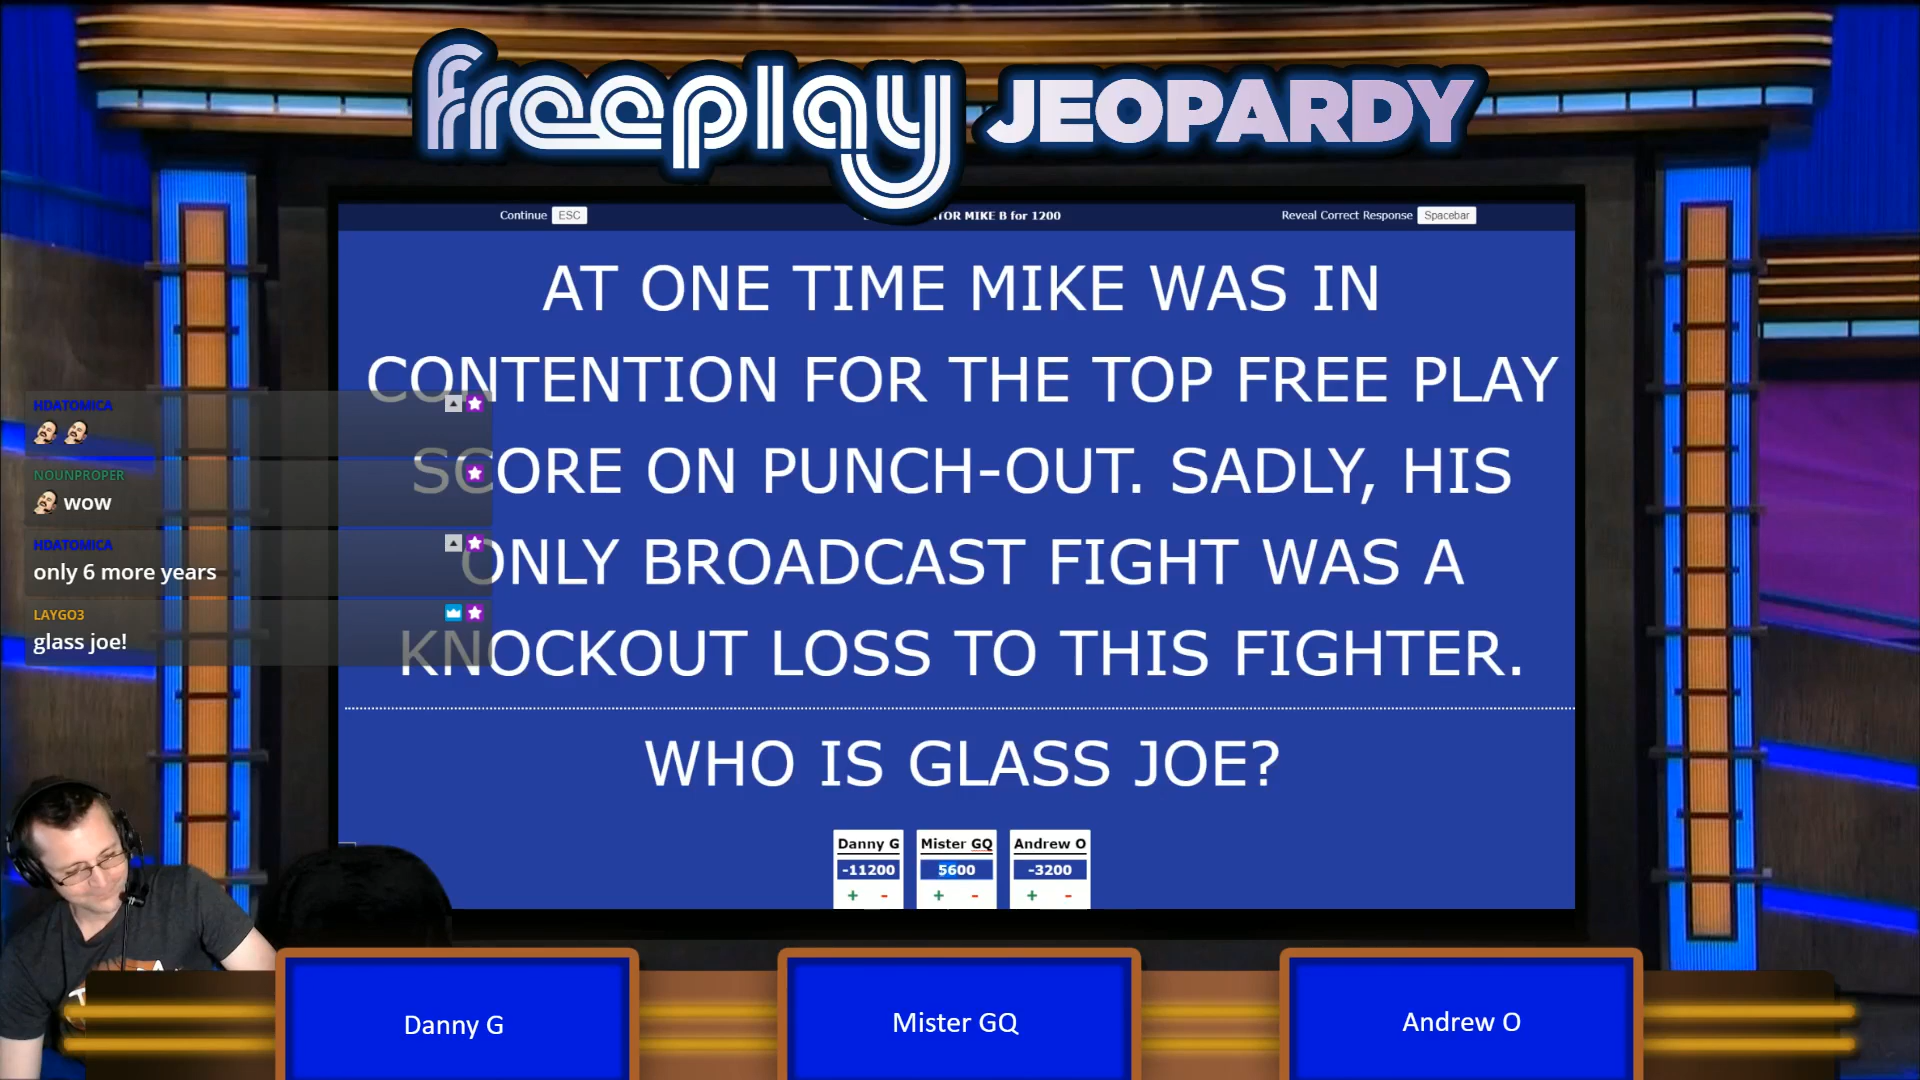 freeplay JEOPARDY
Continue ESC
TOR MIKE B for 1200
Reveal Correct Response Spacebar
AT ONE TIME MIKE WAS IN
CONTENTION FOR THE TOP FREE PLAY
SCORE ON PUNCH-OUT. SADLY, HIS
ONLY BROADCAST FIGHT WAS A
KNOCKOUT LOSS TO THIS FIGHTER.
WHO IS GLASS JOE?
HDATOMICA
NOUNPROPER
wow
HDATOMICA
only 6 more years
LAYGO3
glass joe!
Danny G Mister GQ Andrew O
-11200 5600 -3200
+ - + - + -
Danny G
Mister GQ
Andrew O